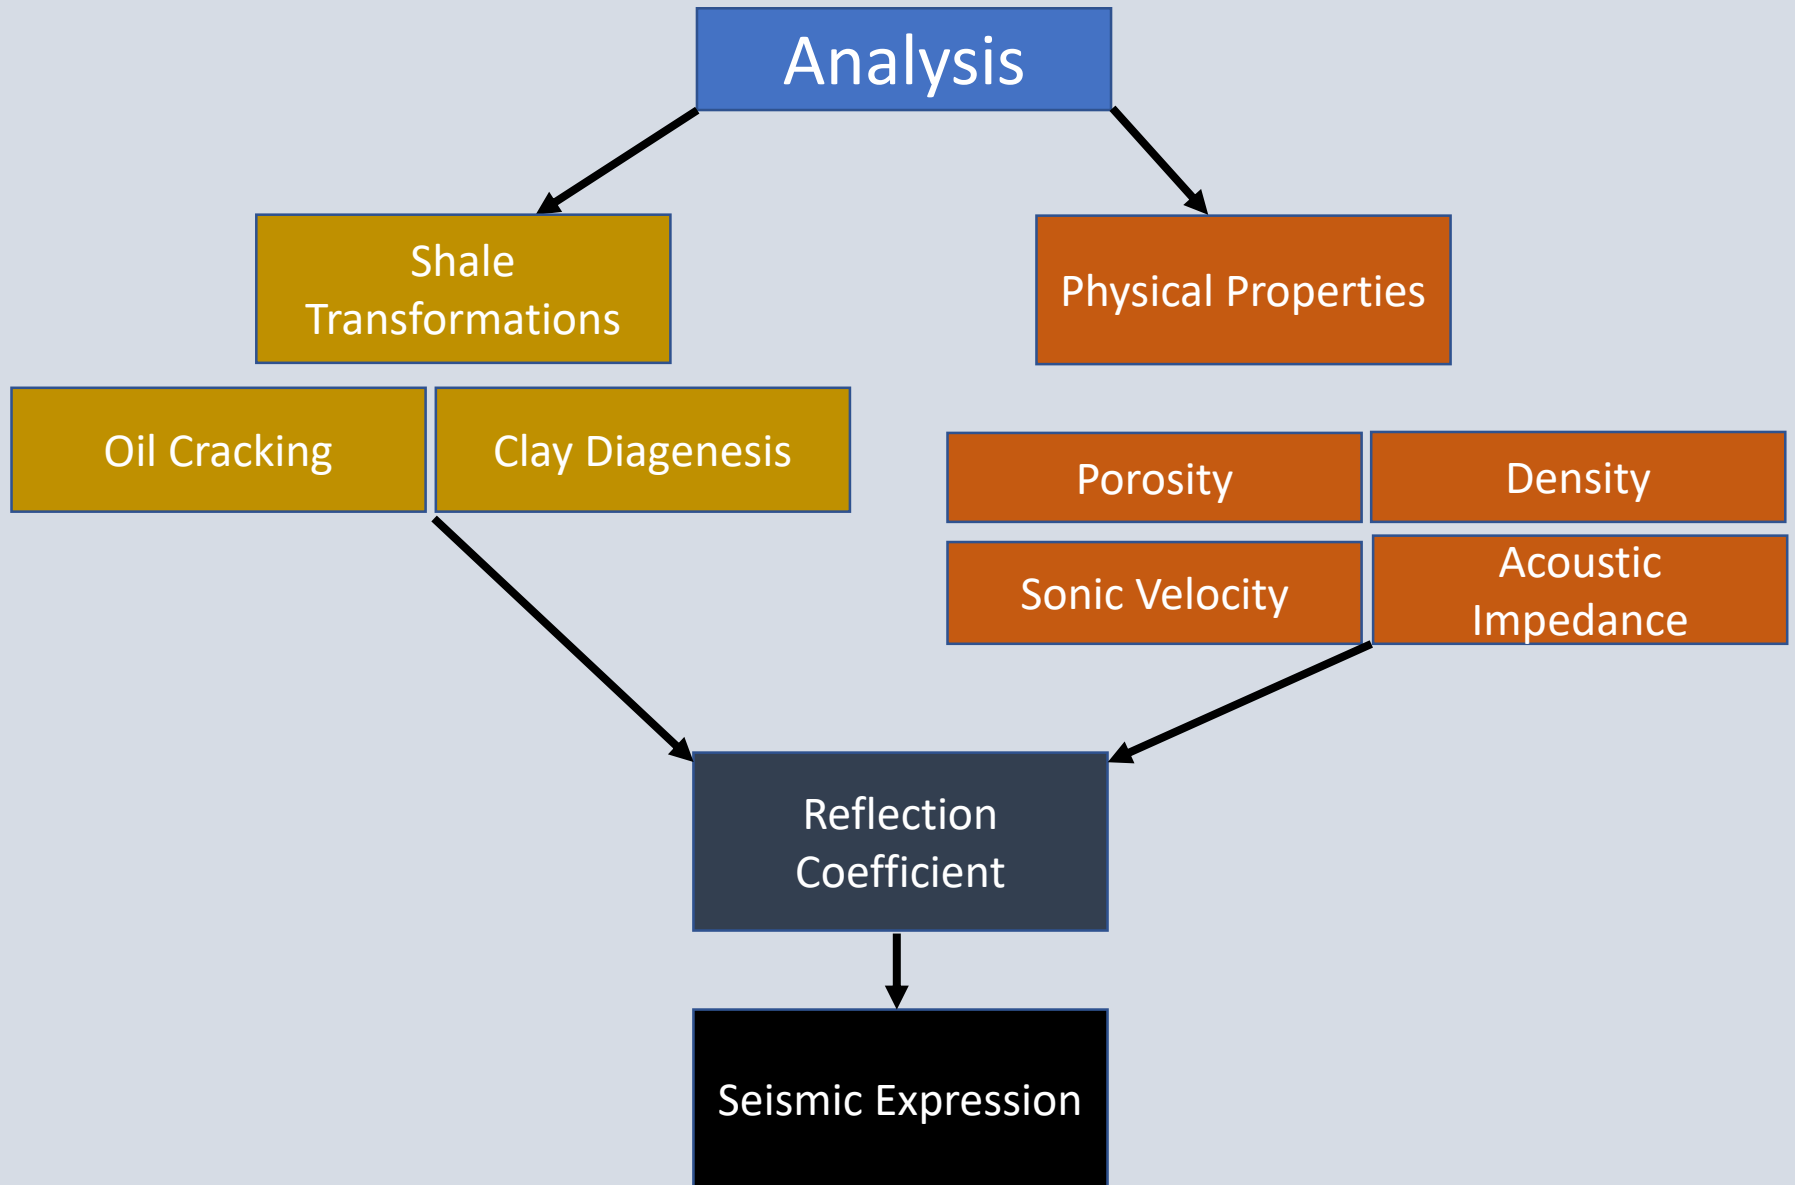 Analysis
Shale
Transformations
Physical Properties
Oil Cracking
Clay Diagenesis
Porosity
Density
Sonic Velocity
Acoustic
Impedance
Reflection
Coefficient
Seismic Expression